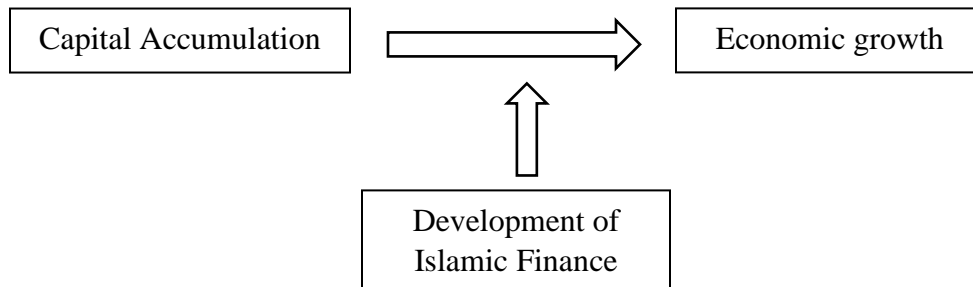 Capital Accumulation
Economic growth
Development of
Islamic Finance